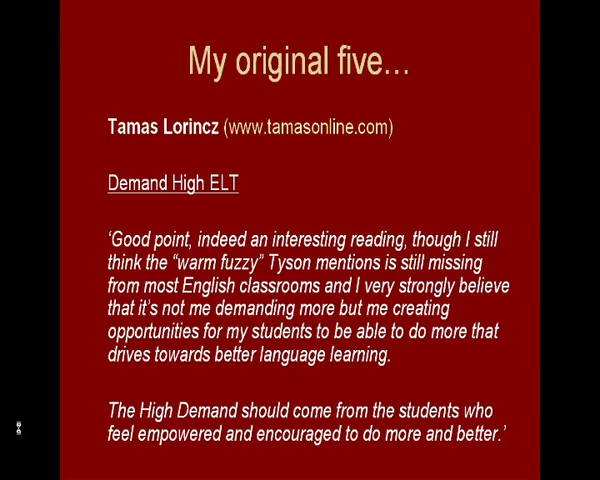 My original five…
Tamas Lorincz (www.tamasonline.com)
Demand High ELT
‘Good point, indeed an interesting reading, though I still
think the “warm fuzzy” Tyson mentions is still missing
from most English classrooms and I very strongly believe
that it’s not me demanding more but me creating
opportunities for my students to be able to do more that
drives towards better language learning.
The High Demand should come from the students who
feel empowered and encouraged to do more and better.’